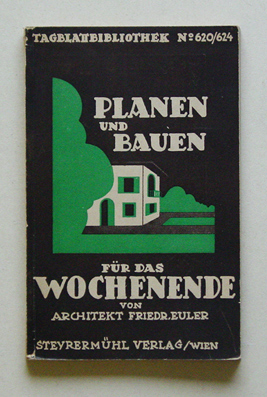 TAGBLATTBIBLIOTHEK Nº 620/624
PLANEN
UND
BAUEN
FÜR DAS
WOCHENENDE
VON
ARCHITEKT FRIEDR. EULER
STEYRERMÜHL VERLAG/WIEN